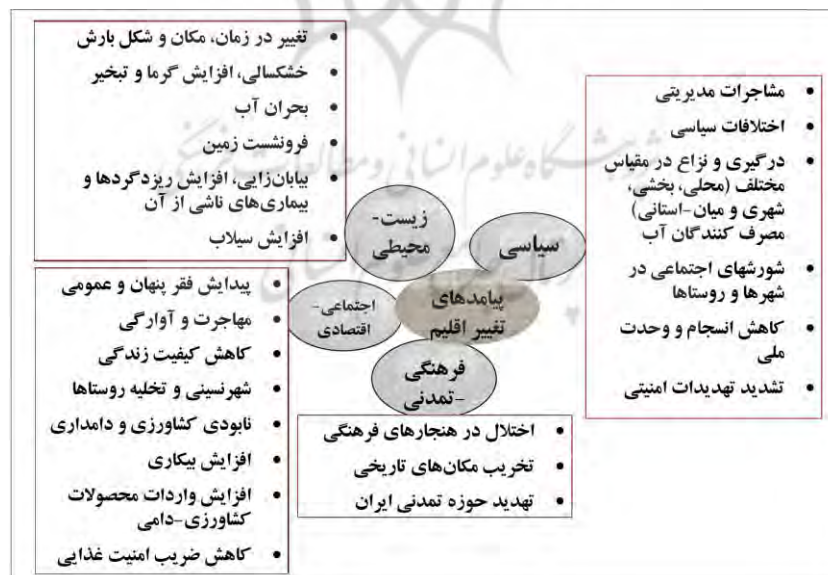 تغییر در زمان، مکان و شکل بارش
خشکسالی، افزایش گرما و تبخیر
بحران آب
فرونشست زمین
بیابان‌زایی، افزایش ریزدگردها و
بیماری‌های ناشی از آن
افزایش سیلاب
مشاجرات مدیریتی
اختلافات سیاسی
درگیری و نزاع در مقیاس
مختلف (محلی، بخشی،
شهری و میان-استانی)
مصرف کنندگان آب
شورشهای اجتماعی در
شهرها و روستاها
کاهش انسجام و وحدت
ملی
تشدید تهدیدات امنیتی
زیست-
محیطی
سیاسی
پیامدهای
تغییر اقلیم
اجتماعی-
اقتصادی
فرهنگی
-تمدنی
پیدایش فقر پنهان و عمومی
مهاجرت و آوارگی
کاهش کیفیت زندگی
شهرنسینی و تخلیه روستاها
نابودی کشاورزی و دامداری
افزایش بیکاری
افزایش واردات محصولات
کشاورزی-دامی
کاهش ضریب امنیت غذایی
اختلال در هنجارهای فرهنگی
تخریب مکان‌های تاریخی
تهدید حوزه تمدنی ایران